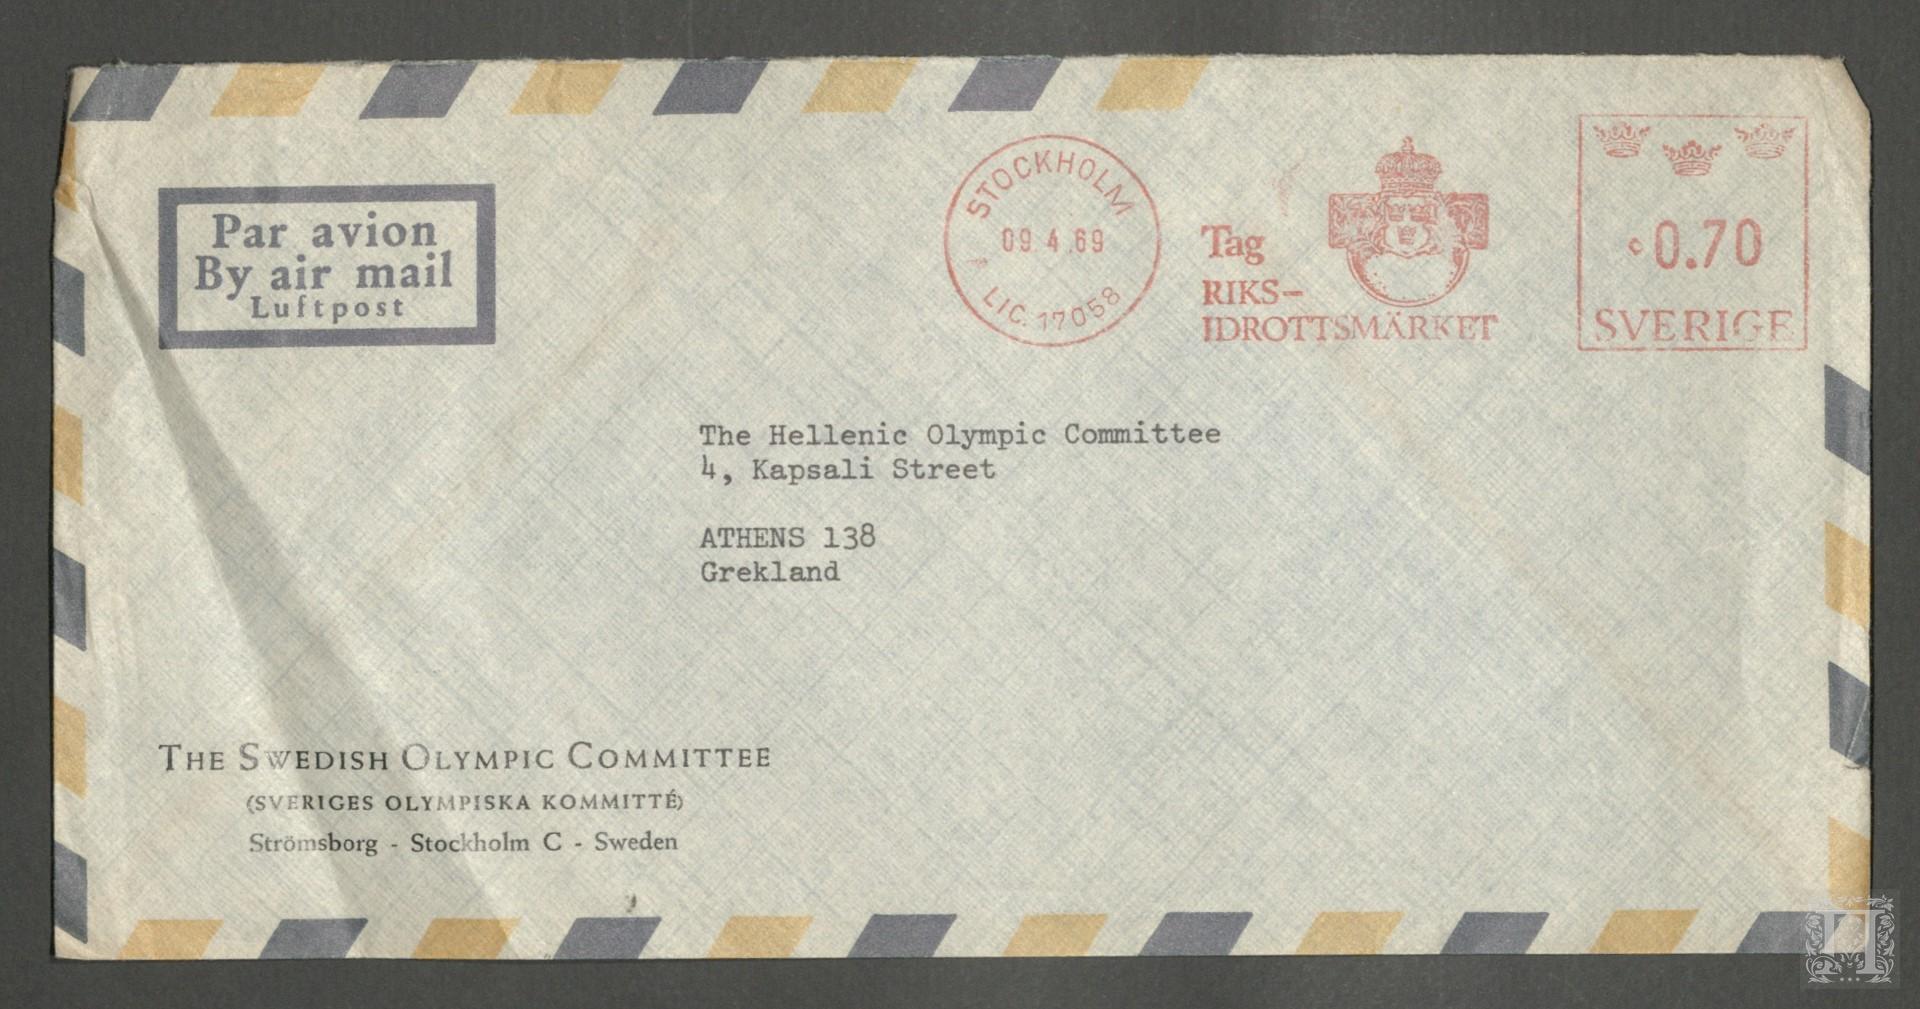 Par avion
By air mail
Luftpost
STOCKHOLM
09.4.69
LIC. 17058
Tag
RIKS-
IDROTTSMÄRKET
c0.70
SVERIGE
The Hellenic Olympic Committee
4, Kapsali Street
ATHENS 138
Grekland
THE SWEDISH OLYMPIC COMMITTEE
(SVERIGES OLYMPISKA KOMMITTÉ)
Strömsborg - Stockholm C - Sweden